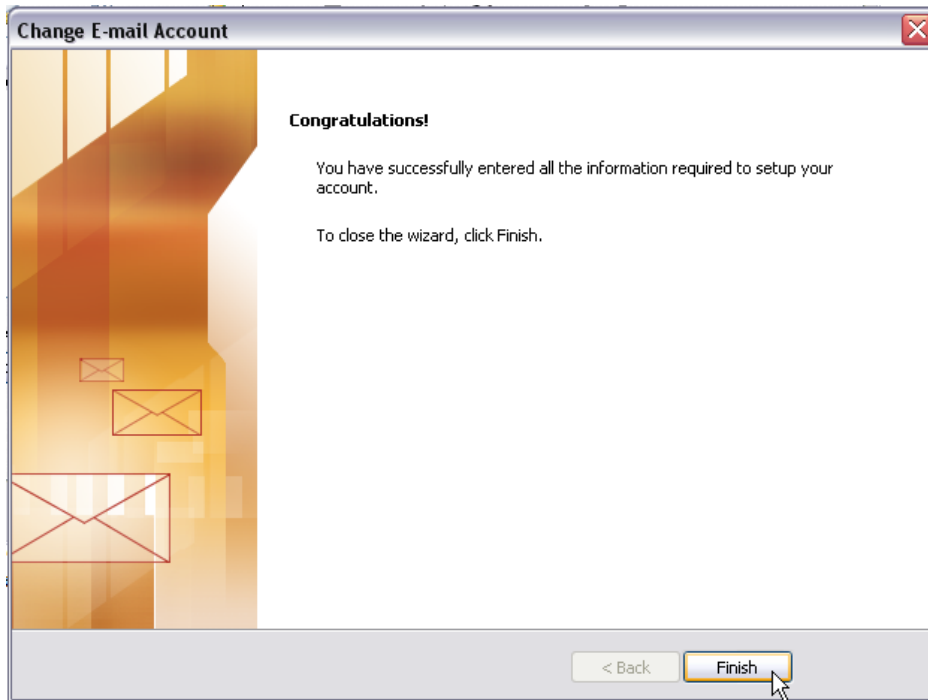 Change E-mail Account
Congratulations!
You have successfully entered all the information required to setup your
account.
To close the wizard, click Finish.
< Back
Finish